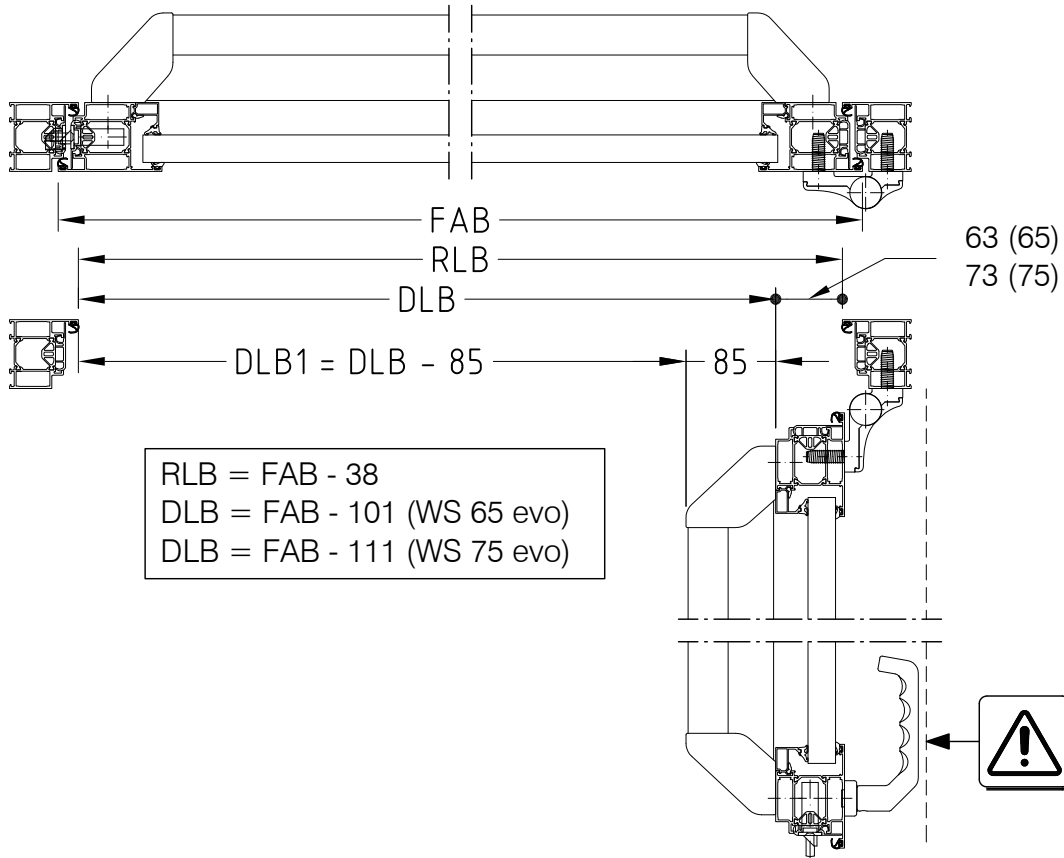 FAB
RLB
63 (65)
73 (75)
DLB
DLB1 = DLB - 85
85
RLB = FAB - 38
DLB = FAB - 101 (WS 65 evo)
DLB = FAB - 111 (WS 75 evo)